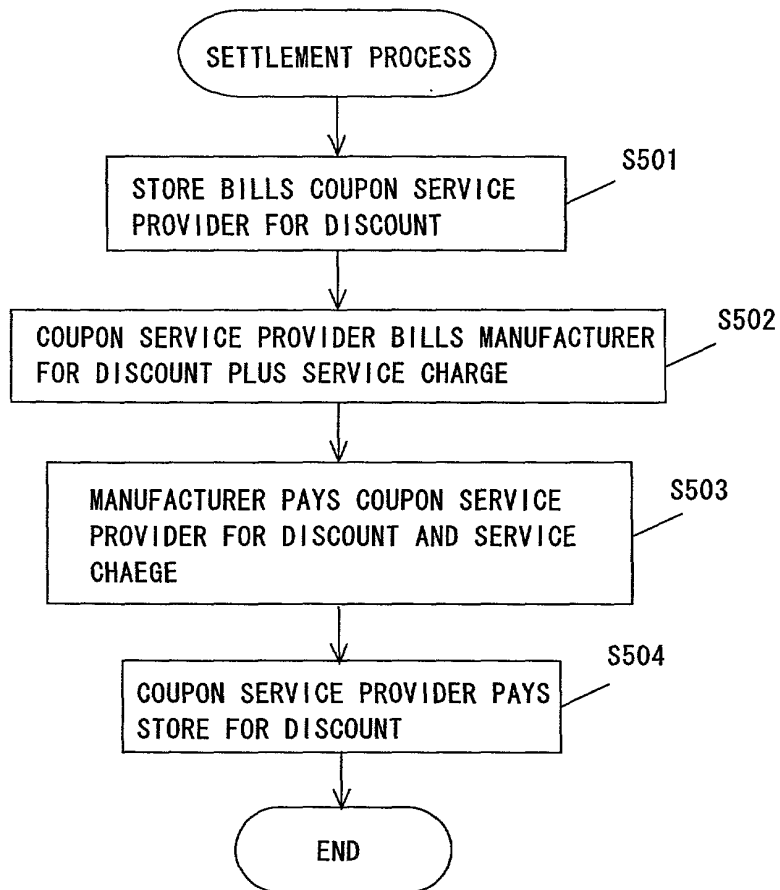 SETTLEMENT PROCESS
S501
STORE BILLS COUPON SERVICE
PROVIDER FOR DISCOUNT
S502
COUPON SERVICE PROVIDER BILLS MANUFACTURER
FOR DISCOUNT PLUS SERVICE CHARGE
S503
MANUFACTURER PAYS COUPON SERVICE
PROVIDER FOR DISCOUNT AND SERVICE
CHAEGE
S504
COUPON SERVICE PROVIDER PAYS
STORE FOR DISCOUNT
END